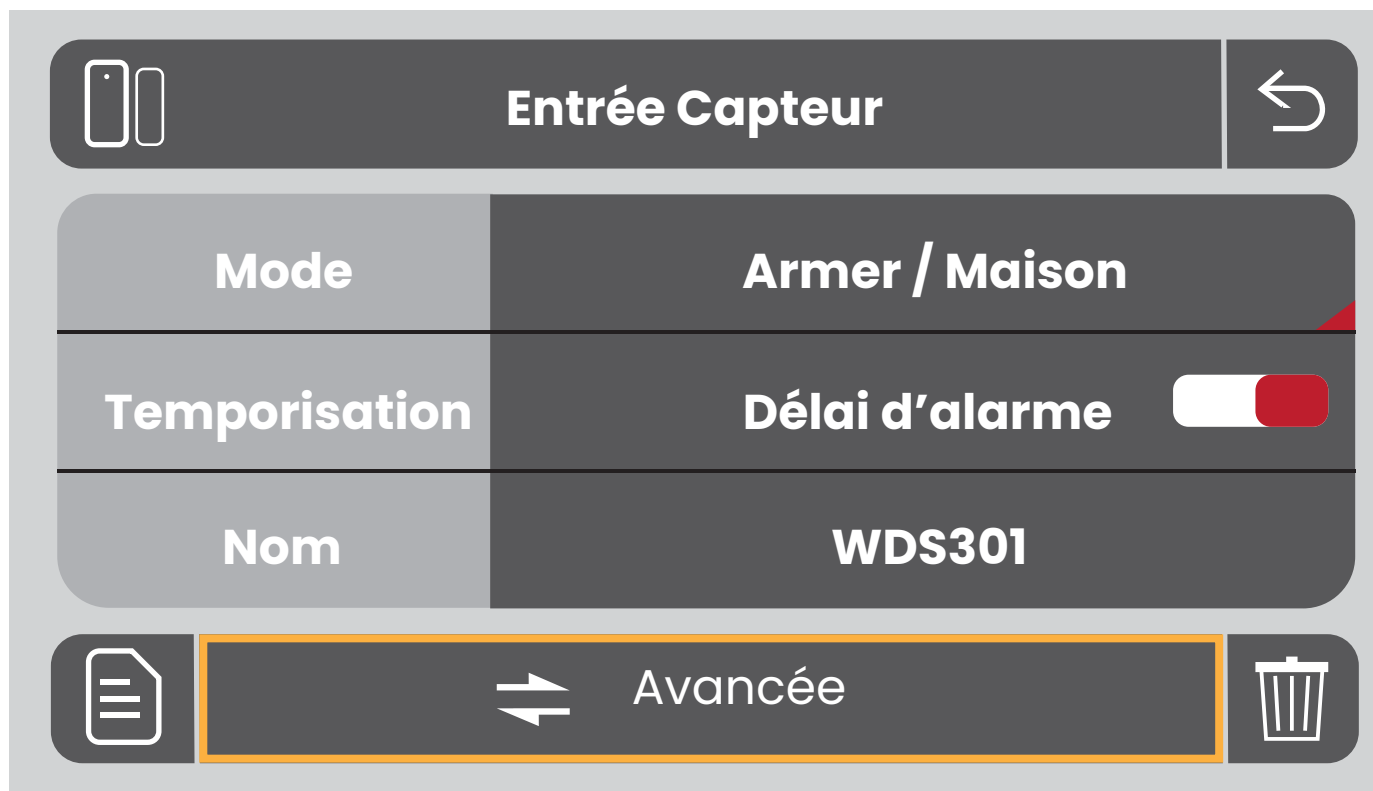 Entrée Capteur
Mode
Armer / Maison
Temporisation
Délai d’alarme
Nom
WDS301
Avancée